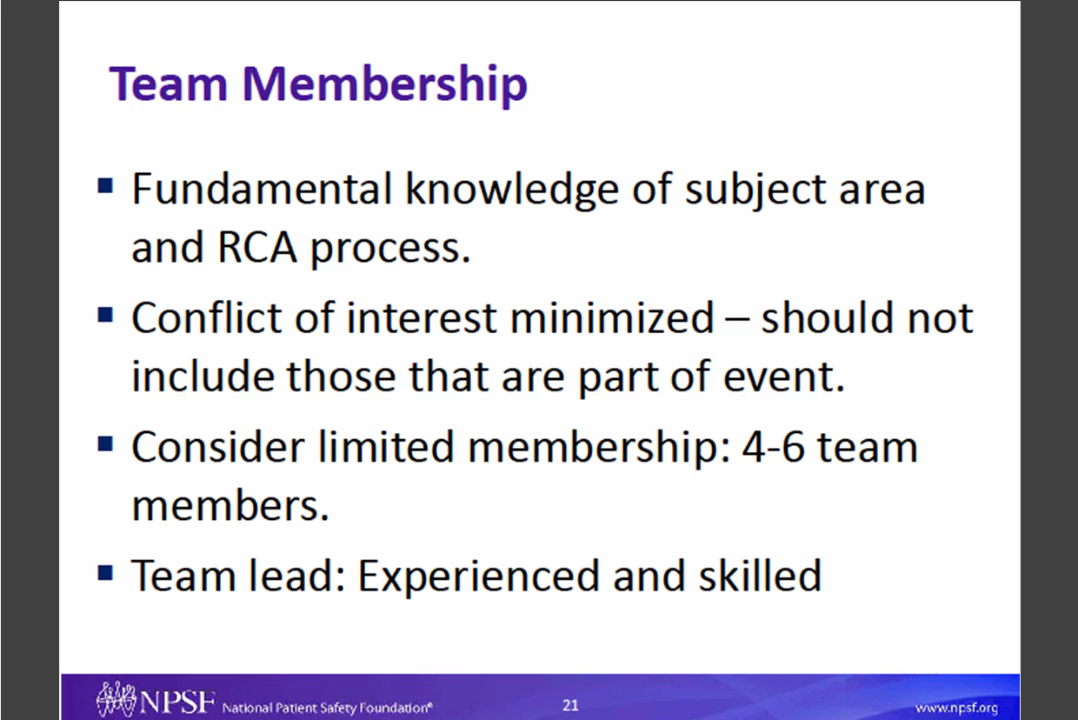 Team Membership
▪ Fundamental knowledge of subject area
and RCA process.
▪ Conflict of interest minimized – should not
include those that are part of event.
▪ Consider limited membership: 4-6 team
members.
▪ Team lead: Experienced and skilled
NPSF National Patient Safety Foundation® 21 www.npsf.org